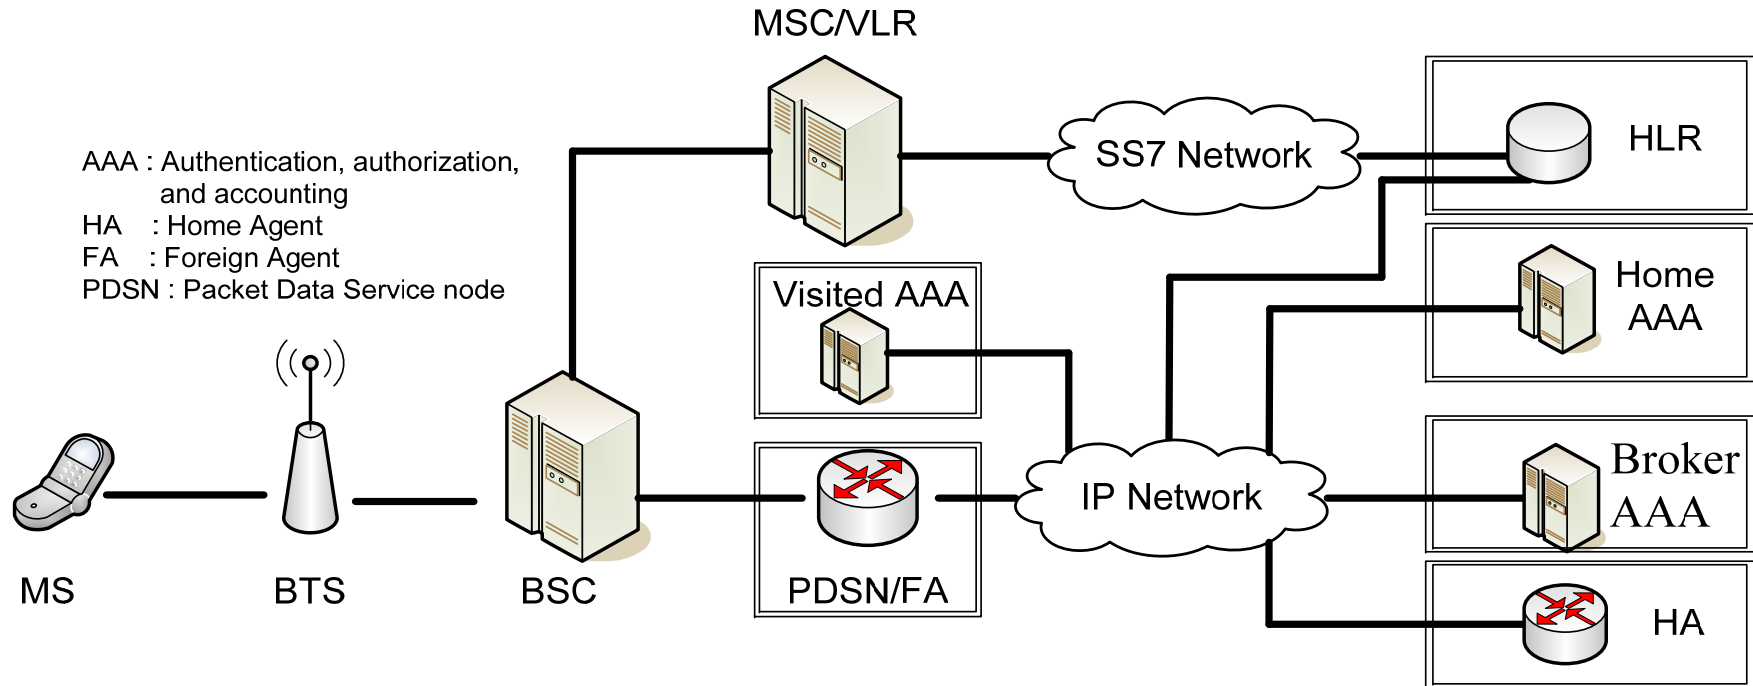 MSC/VLR
AAA : Authentication, authorization,
and accounting
HA : Home Agent
FA : Foreign Agent
PDSN : Packet Data Service node
SS7 Network
HLR
Visited AAA
Home
AAA
IP Network
Broker
AAA
MS
BTS
BSC
PDSN/FA
HA